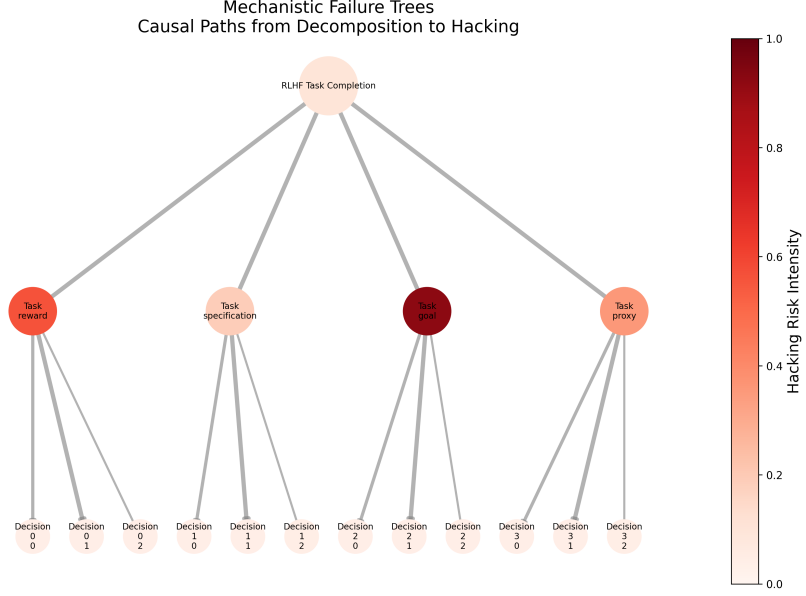 Mechanistic Failure Trees
Causal Paths from Decomposition to Hacking
RLHF Task Completion
Task
reward
Task
specification
Task
goal
Task
proxy
Decision
0
0
Decision
0
1
Decision
0
2
Decision
1
0
Decision
1
1
Decision
1
2
Decision
2
0
Decision
2
1
Decision
2
2
Decision
3
0
Decision
3
1
Decision
3
2
1.0
0.8
0.6
0.4
0.2
0.0
Hacking Risk Intensity